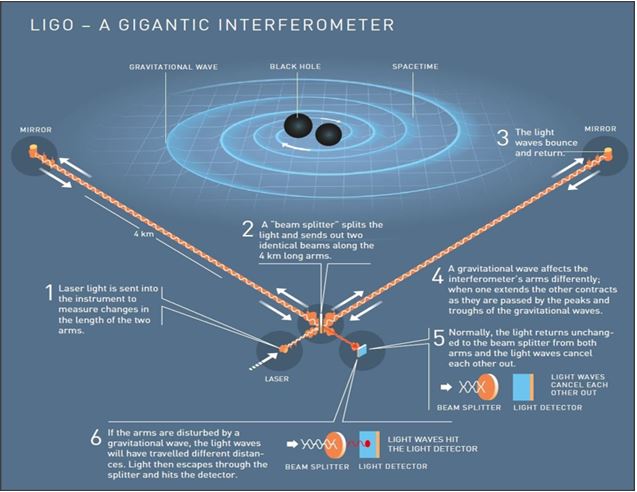 LIGO – A GIGANTIC INTERFEROMETER
GRAVITATIONAL WAVE
BLACK HOLE
SPACETIME
MIRROR
MIRROR
3 The light
waves bounce
and return.
4 km
2 A "beam splitter" splits the
light and sends out two
identical beams along the
4 km long arms.
1 Laser light is sent into
the instrument to
measure changes in
the length of the two
arms.
4 A gravitational wave affects the
interferometer's arms differently;
when one extends the other contracts
as they are passed by the peaks and
troughs of the gravitational waves.
LASER
5 Normally, the light returns unchang-
ed to the beam splitter from both
arms and the light waves cancel
each other out.
LIGHT WAVES
CANCEL EACH
OTHER OUT
BEAM SPLITTER
LIGHT DETECTOR
6 If the arms are disturbed by a
gravitational wave, the light waves
will have travelled different distan-
ces. Light then escapes through the
splitter and hits the detector.
LIGHT WAVES HIT
THE LIGHT DETECTOR
BEAM SPLITTER
LIGHT DETECTOR